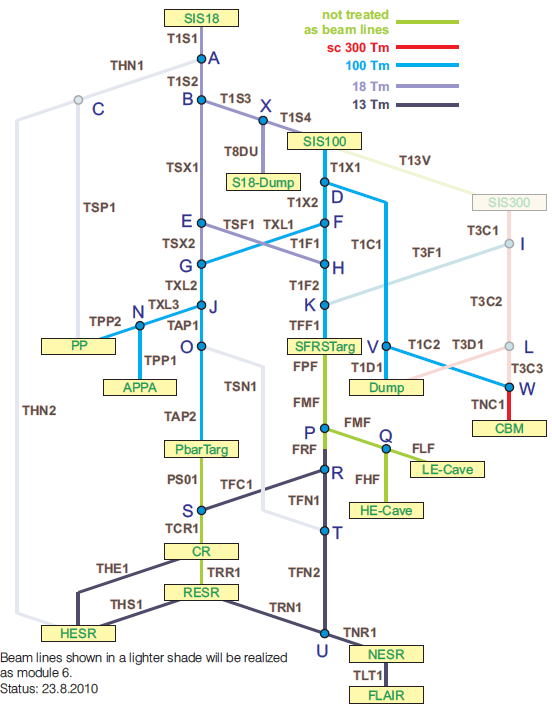 SIS18
not treated
as beam lines
sc 300 Tm
100 Tm
18 Tm
13 Tm
T1S1
A
THN1
T1S2
C
B
T1S3
X
T1S4
SIS100
T8DU
S18-Dump
TSX1
TSP1
T1X1
T13V
D
T1X2
SIS300
E
TSF1
TXL1
F
T3C1
TSX2
T1F1
T1C1
T3F1
I
G
H
TXL2
T1F2
T3C2
N
TXL3
J
K
TPP2
TAP1
TFF1
PP
TPP1
O
SFRSTarg
V
T1C2
T3D1
L
FPF
T1D1
T3C3
APPA
TSN1
Dump
W
THN2
FMF
TNC1
TAP2
P
FMF
Q
CBM
PbarTarg
FRF
FLF
PS01
TFC1
R
FHF
LE-Cave
TFN1
S
HE-Cave
TCR1
T
CR
THE1
TRR1
TFN2
RESR
THS1
TRN1
HESR
TNR1
U
Beam lines shown in a lighter shade will be realized
as module 6.
Status: 23.8.2010
NESR
TLT1
FLAIR